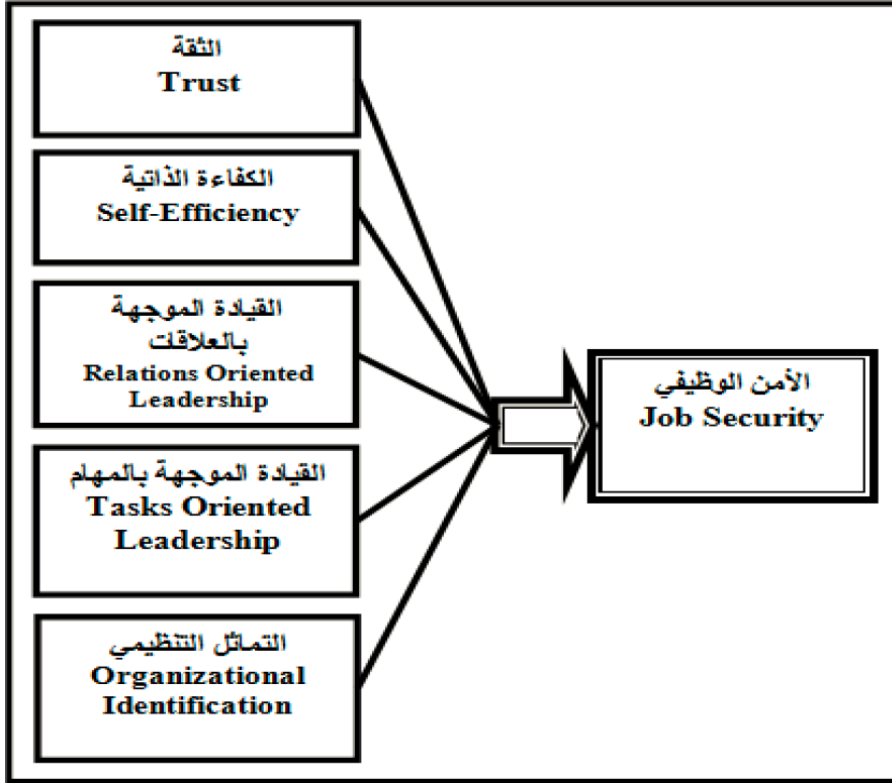 الثقة
Trust
الكفاءة الذاتية
Self-Efficiency
القيادة الموجهة
بالعلاقات
Relations Oriented
Leadership
القيادة الموجهة بالمهام
Tasks Oriented
Leadership
التماثل التنظيمي
Organizational
Identification
الأمن الوظيفي
Job Security